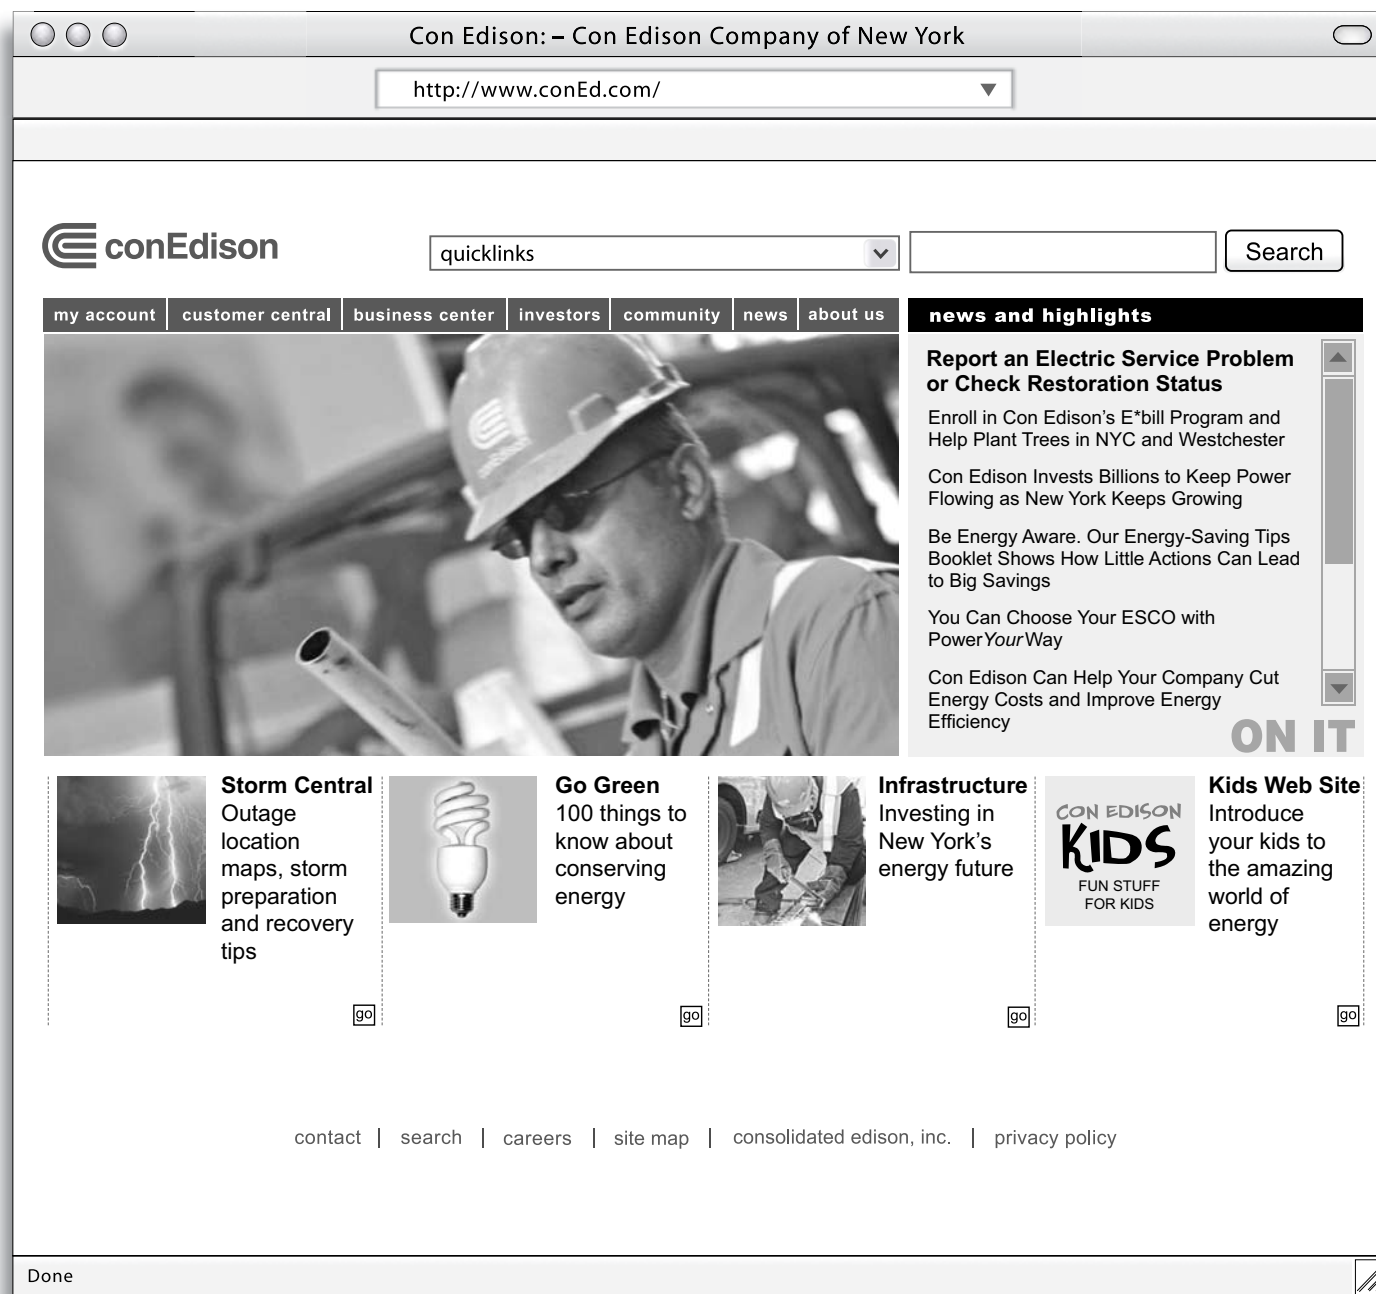 Con Edison: – Con Edison Company of New York
http://www.conEd.com/
conEdison
quicklinks
Search
my account
customer central
business center
investors
community
news
about us
news and highlights
Report an Electric Service Problem
or Check Restoration Status
Enroll in Con Edison's E*bill Program and
Help Plant Trees in NYC and Westchester
Con Edison Invests Billions to Keep Power
Flowing as New York Keeps Growing
Be Energy Aware. Our Energy-Saving Tips
Booklet Shows How Little Actions Can Lead
to Big Savings
You Can Choose Your ESCO with
PowerYourWay
Con Edison Can Help Your Company Cut
Energy Costs and Improve Energy
Efficiency
ON IT
Storm Central
Outage
location
maps, storm
preparation
and recovery
tips
go
Go Green
100 things to
know about
conserving
energy
go
Infrastructure
Investing in
New York's
energy future
go
CON EDISON
KIDS
FUN STUFF
FOR KIDS
Kids Web Site
Introduce
your kids to
the amazing
world of
energy
go
contact | search | careers | site map | consolidated edison, inc. | privacy policy
Done